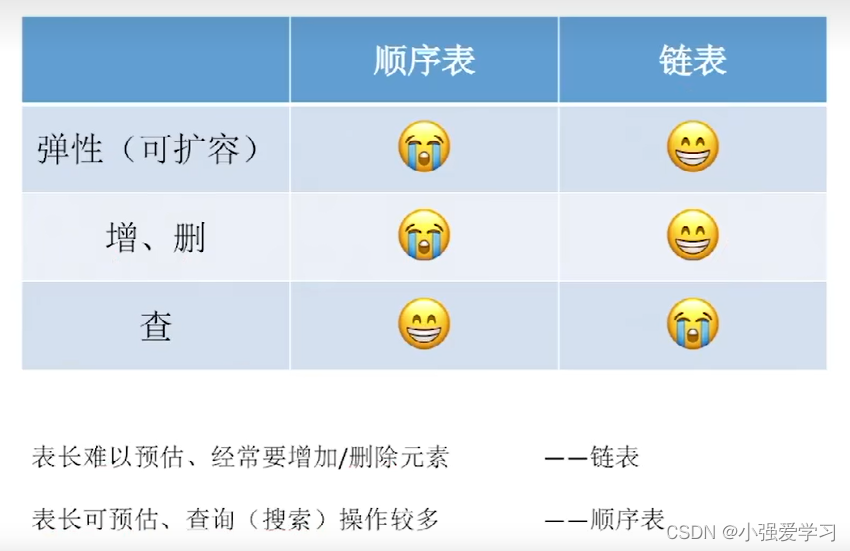 顺序表 链表
弹性（可扩容） 😭 😁
增、删 😭 😁
查 😁 😭
表长难以预估、经常要增加/删除元素 ——链表
表长可预估、查询（搜索）操作较多 ——顺序表
CSDN @小强爱学习